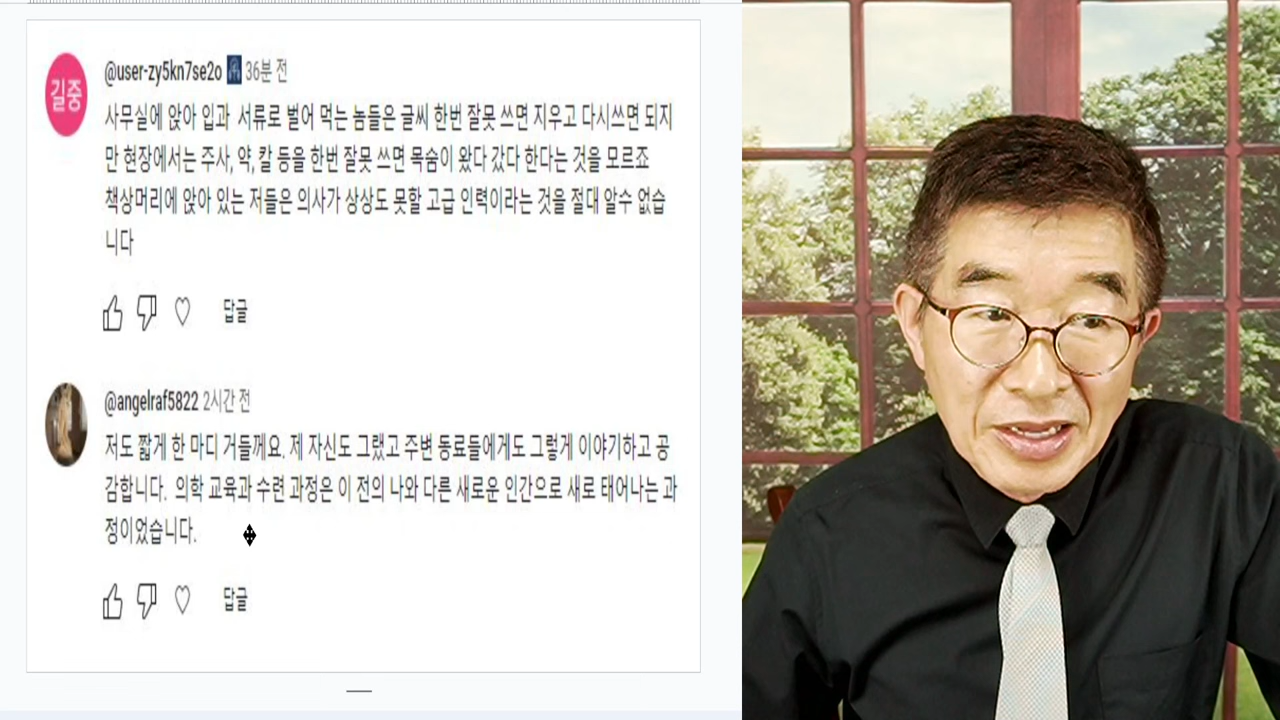 길중
@user-zy5kn7se2o 36분 전
사무실에 앉아 입과 서류로 벌어 먹는 놈들은 글씨 한번 잘못 쓰면 지우고 다시쓰면 되지
만 현장에서는 주사, 약, 칼 등을 한번 잘못 쓰면 목숨이 왔다 갔다 한다는 것을 모르죠
책상머리에 앉아 있는 저들은 의사가 상상도 못할 고급 인력이라는 것을 절대 알수 없습
니다
답글
@angelraf5822 2시간 전
저도 짧게 한 마디 거들께요. 제 자신도 그랬고 주변 동료들에게도 그렇게 이야기하고 공
감합니다. 의학 교육과 수련 과정은 이 전의 나와 다른 새로운 인간으로 새로 태어나는 과
정이었습니다.
답글